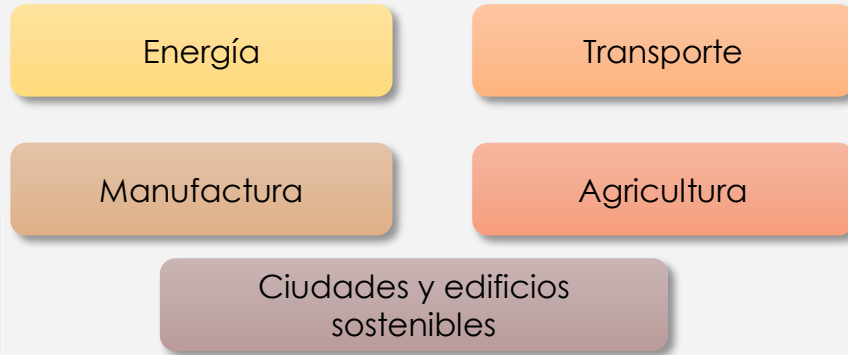 Energía
Transporte
Manufactura
Agricultura
Ciudades y edificios
sostenibles